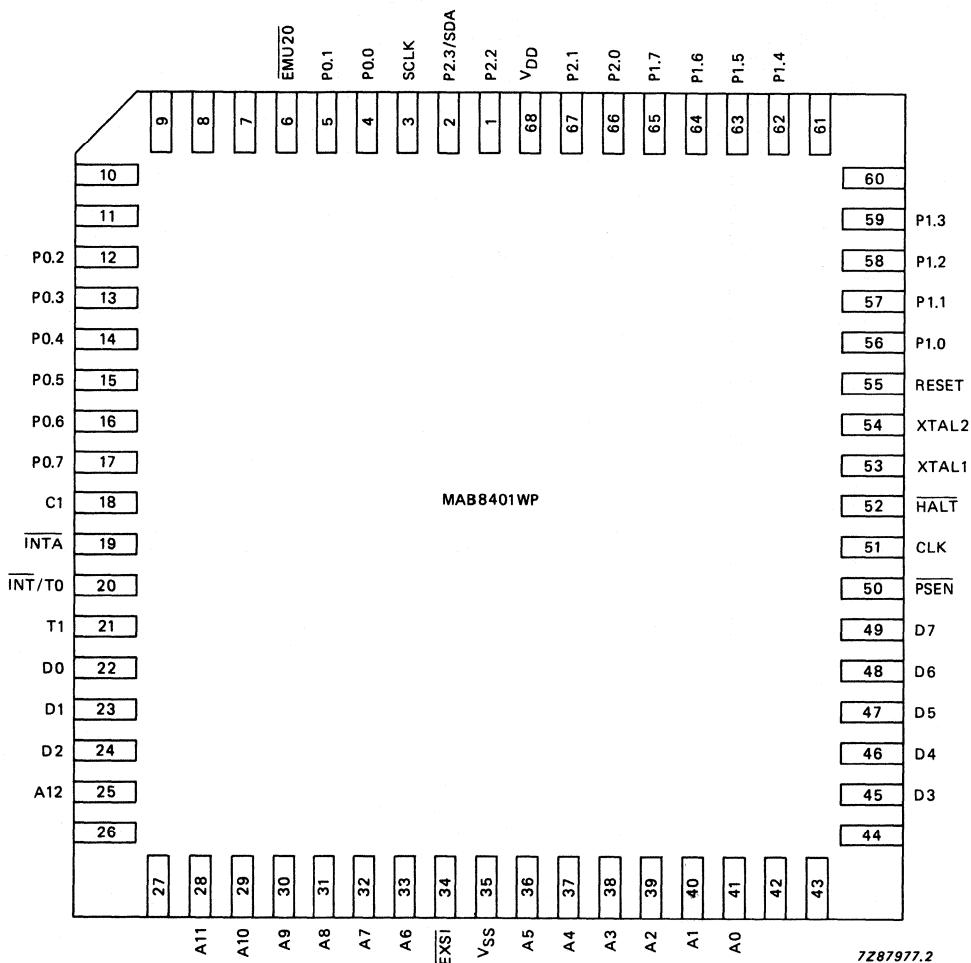 EMU20 P0.1 P0.0 SCLK P2.3/SDA P2.2 VDD P2.1 P2.0 P1.7 P1.6 P1.5 P1.4
9 8 7 6 5 4 3 2 1 68 67 66 65 64 63 62 61
10 60
11 59 P1.3
P0.2 12 58 P1.2
P0.3 13 57 P1.1
P0.4 14 56 P1.0
P0.5 15 55 RESET
P0.6 16 54 XTAL2
P0.7 17 53 XTAL1
C1 18 MAB8401WP 52 HALT
INTA 19 51 CLK
INT/T0 20 50 PSEN
T1 21 49 D7
D0 22 48 D6
D1 23 47 D5
D2 24 46 D4
A12 25 45 D3
26 44
27 28 29 30 31 32 33 34 35 36 37 38 39 40 41 42 43
A11 A10 A9 A8 A7 A6 EXSI VSS A5 A4 A3 A2 A1 A0
7Z87977.2